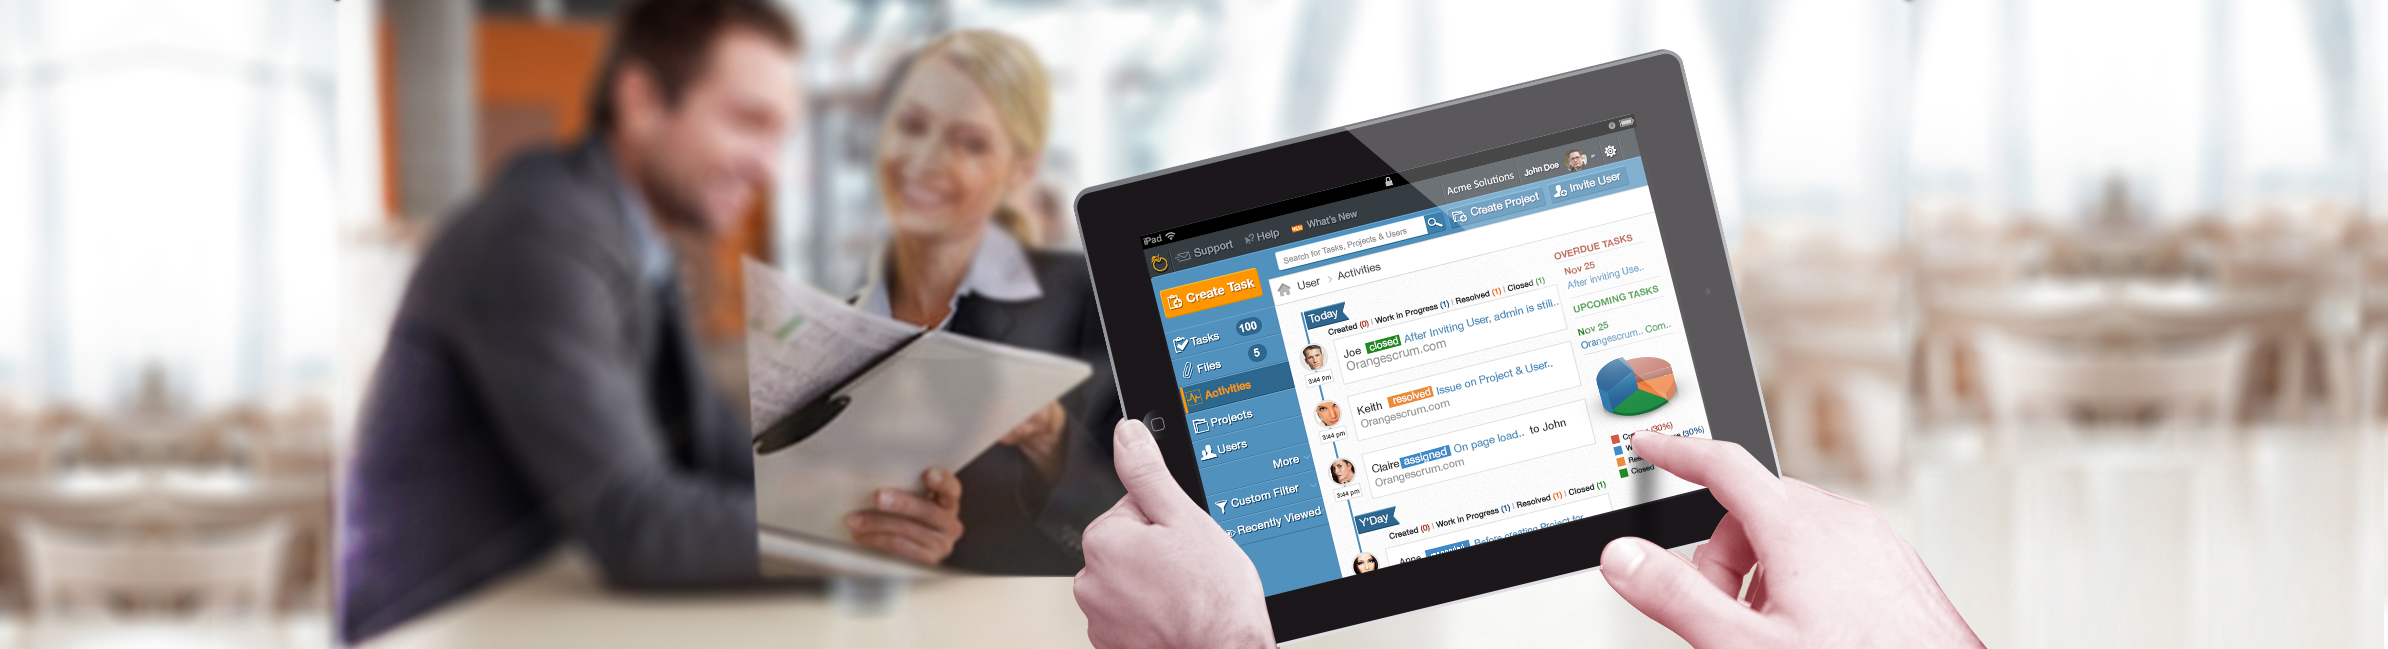 iPad
Support
Help
NEW What's New
Acme Solutions
John Doe
Search for Tasks, Projects & Users
Create Project
Invite User
Create Task
Tasks 100
Files 5
Activities
Projects
Users
More
Custom Filter
Recently Viewed
User > Activities
Today
Created (0) | Work in Progress (1) | Resolved (1) | Closed (1)
Joe closed After Inviting User, admin is still..
Orangescrum.com
3:44 pm
Keith resolved Issue on Project & User..
Orangescrum.com
3:44 pm
Claire assigned On page load.. to John
Orangescrum.com
3:44 pm
Y'Day
Created (0) | Work in Progress (1) | Resolved (1) | Closed (1)
Before creating Project for
OVERDUE TASKS
Nov 25
After inviting Use..
UPCOMING TASKS
Nov 25
Orangescrum.. Com..
(30%)
(30%)
Closed